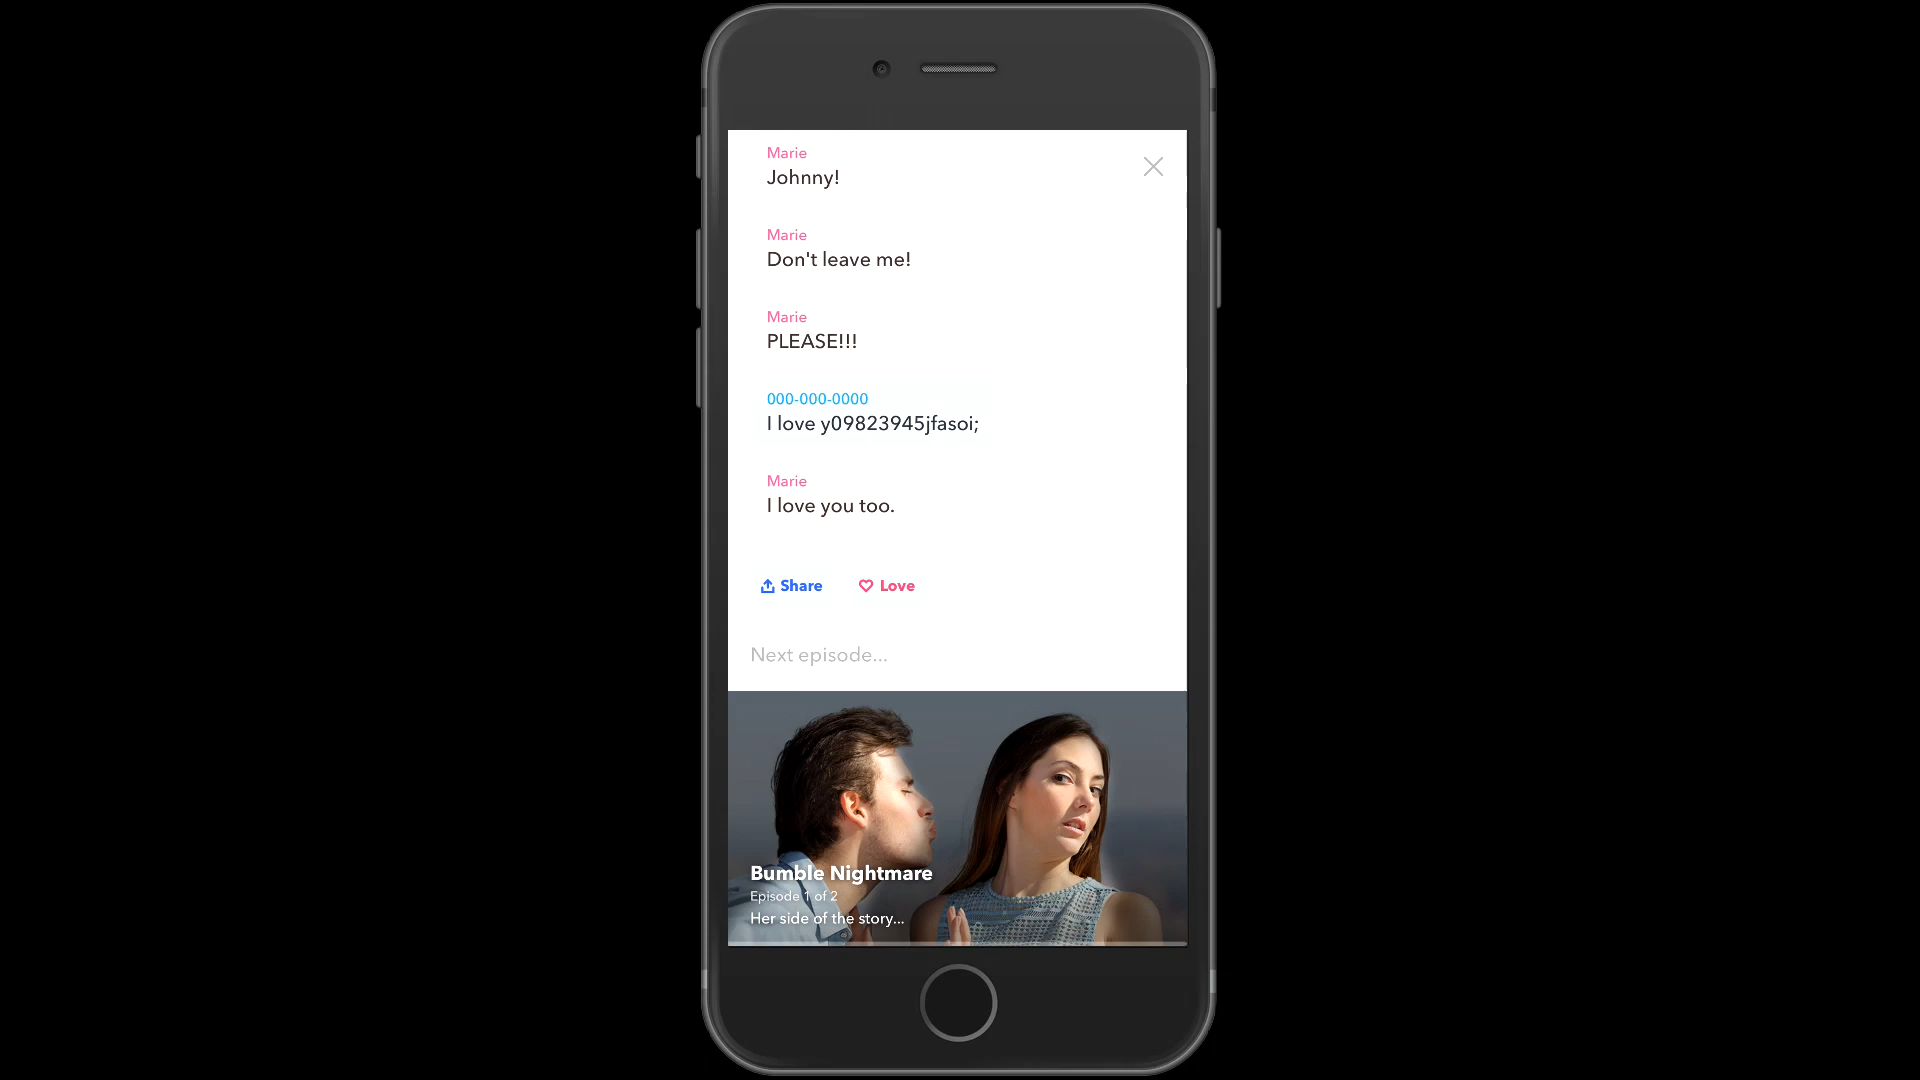 Marie
Johnny!
Marie
Don't leave me!
Marie
PLEASE!!!
000-000-0000
I love y09823945jfasoi;
Marie
I love you too.
Share
Love
Next episode...
Bumble Nightmare
Episode 1 of 2
Her side of the story...